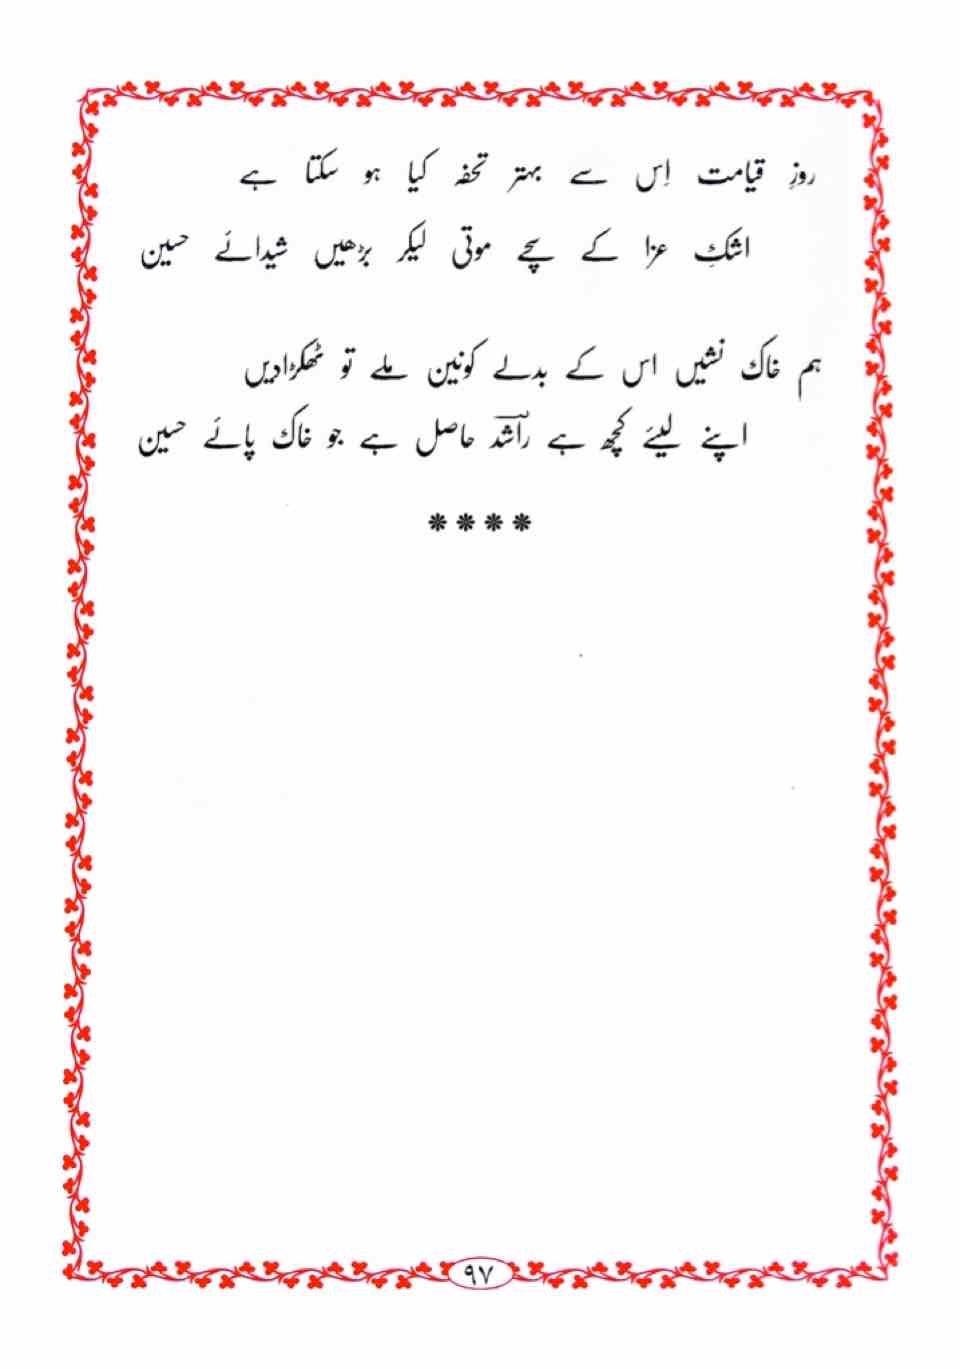 روزِ قیامت اِس سے بہتر تحفہ کیا ہو سکتا ہے
اشکِ عزا کے سچے موتی لیکر بڑھیں شیدائے حسین
ہم خاک نشیں اس کے بدلے کونین ملے تو ٹھکڑادیں
اپنے لیئے کچھ ہے راشد حاصل ہے جو خاک پائے حسین
****
۹۷